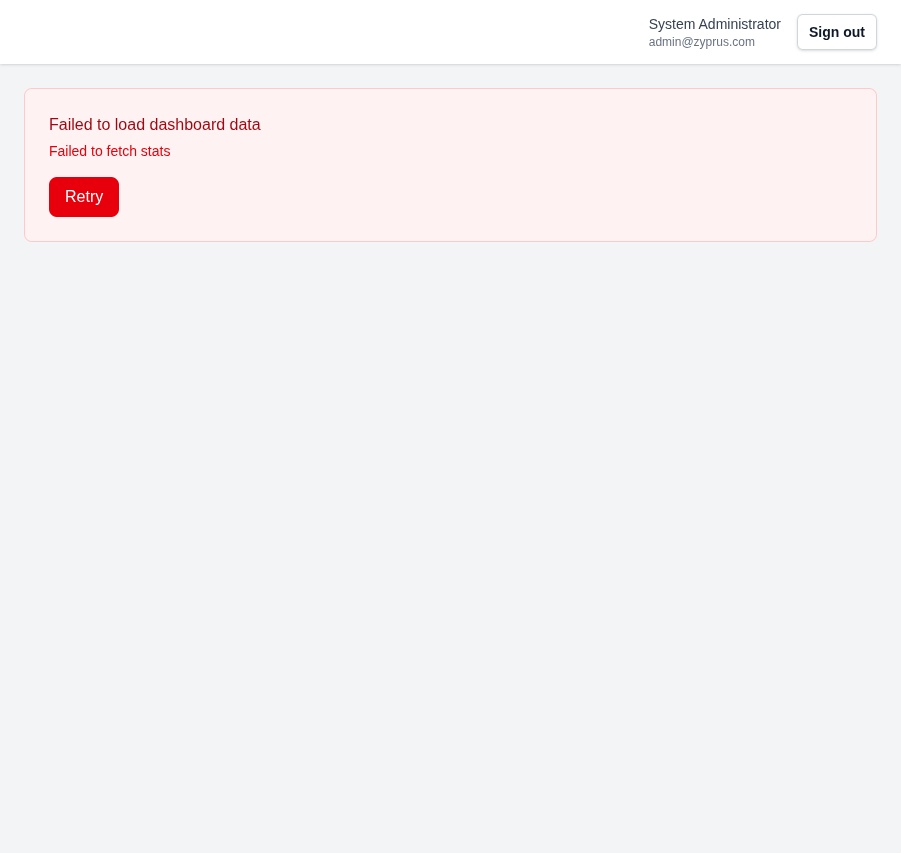 System Administrator
admin@zyprus.com
Sign out
Failed to load dashboard data
Failed to fetch stats
Retry